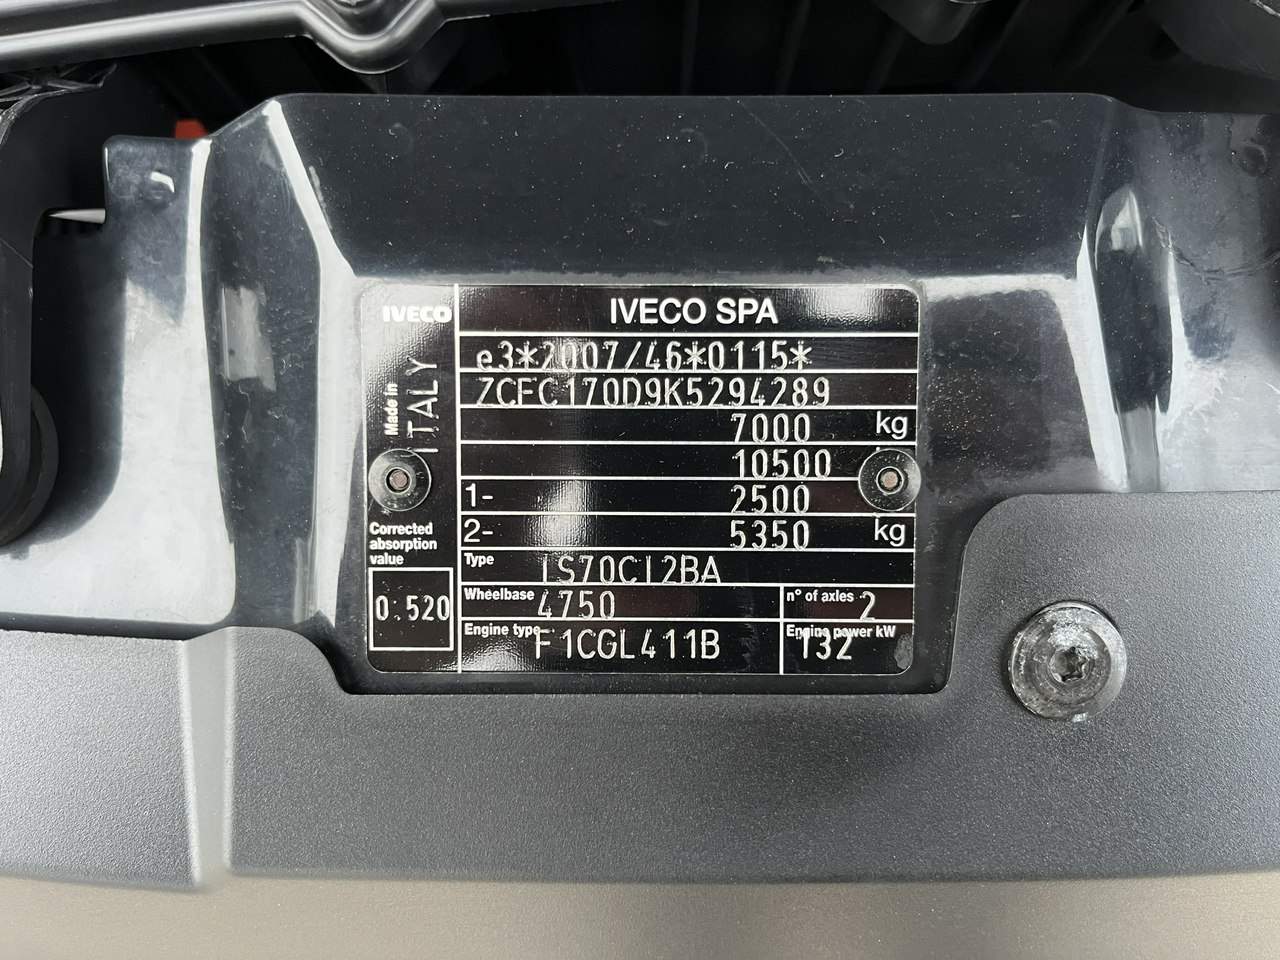 IVECO
IVECO SPA
Made in
ITALY
e3*2007/46*0115*
ZCFC170D9K5294289
7000 kg
10500
1- 2500
2- 5350 kg
Corrected
absorption
value
0.520
Type IS70CI2BA
Wheelbase 4750
n° of axles 2
Engine type F1CGL411B
Engine power kW 132